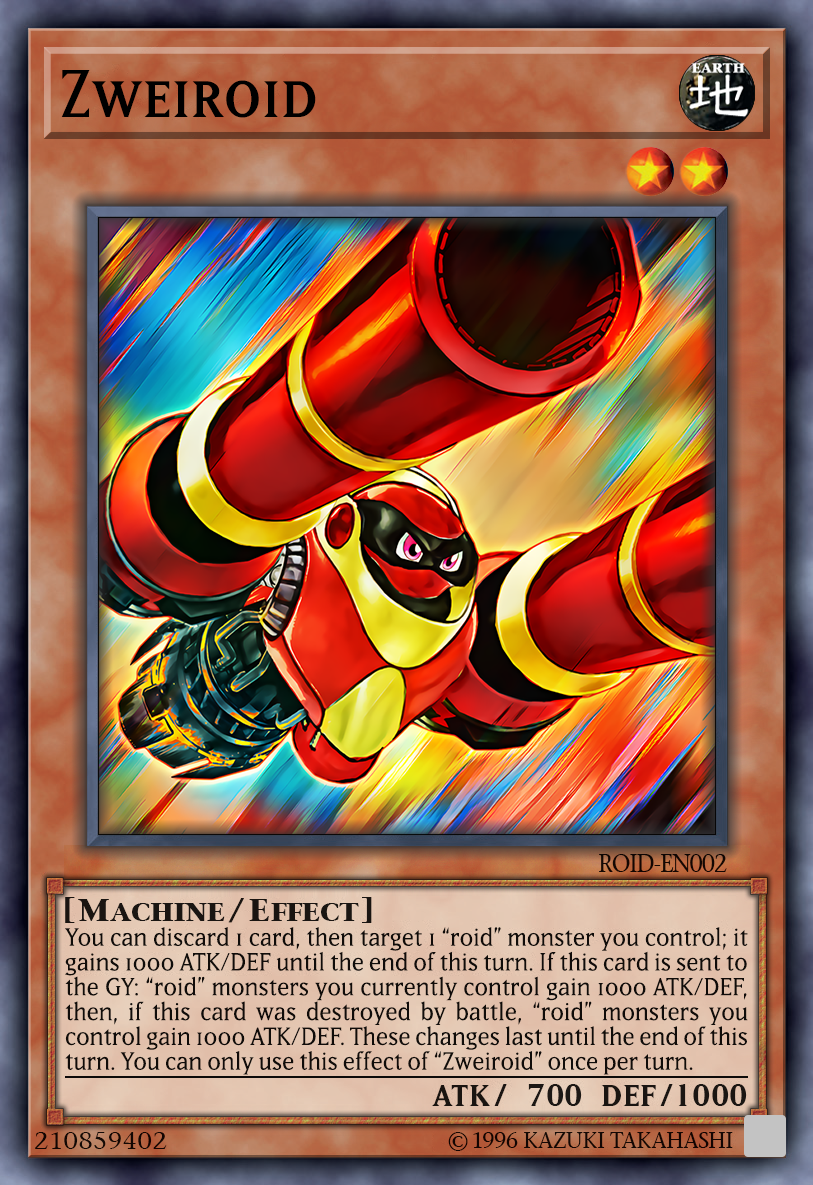 Zweiroid
EARTH
地
ROID-EN002
[Machine/Effect]
You can discard 1 card, then target 1 “roid” monster you control; it
gains 1000 ATK/DEF until the end of this turn. If this card is sent to
the GY: “roid” monsters you currently control gain 1000 ATK/DEF,
then, if this card was destroyed by battle, “roid” monsters you
control gain 1000 ATK/DEF. These changes last until the end of this
turn. You can only use this effect of “Zweiroid” once per turn.
ATK/ 700 DEF/1000
210859402
© 1996 KAZUKI TAKAHASHI